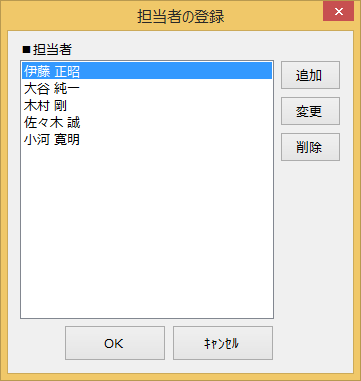 担当者の登録
■担当者
伊藤 正昭
大谷 純一
木村 剛
佐々木 誠
小河 寛明
追加
変更
削除
OK
ｷｬﾝｾﾙ